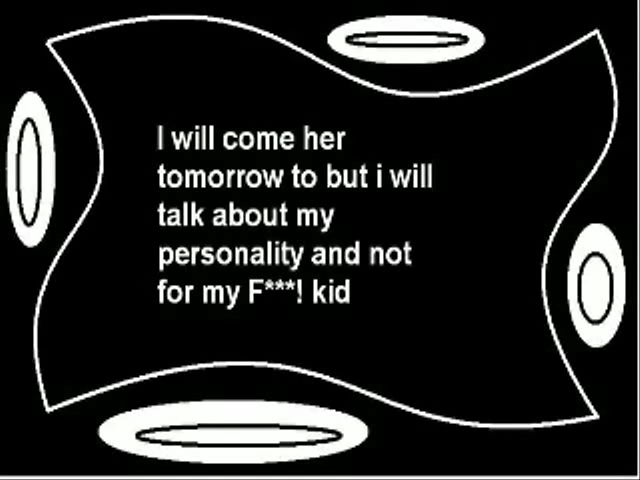 I will come her
tomorrow to but i will
talk about my
personality and not
for my F***! kid